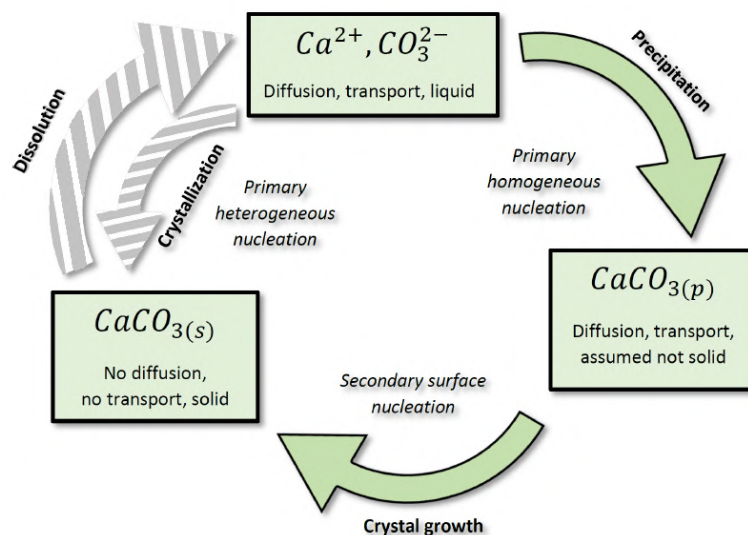 Ca²⁺, CO₃²⁻
Diffusion, transport, liquid
Precipitation
Dissolution
Crystallization
Primary
heterogeneous
nucleation
Primary
homogeneous
nucleation
CaCO₃₍ₚ₎
Diffusion, transport,
assumed not solid
CaCO₃₍ₛ₎
No diffusion,
no transport, solid
Secondary surface
nucleation
Crystal growth